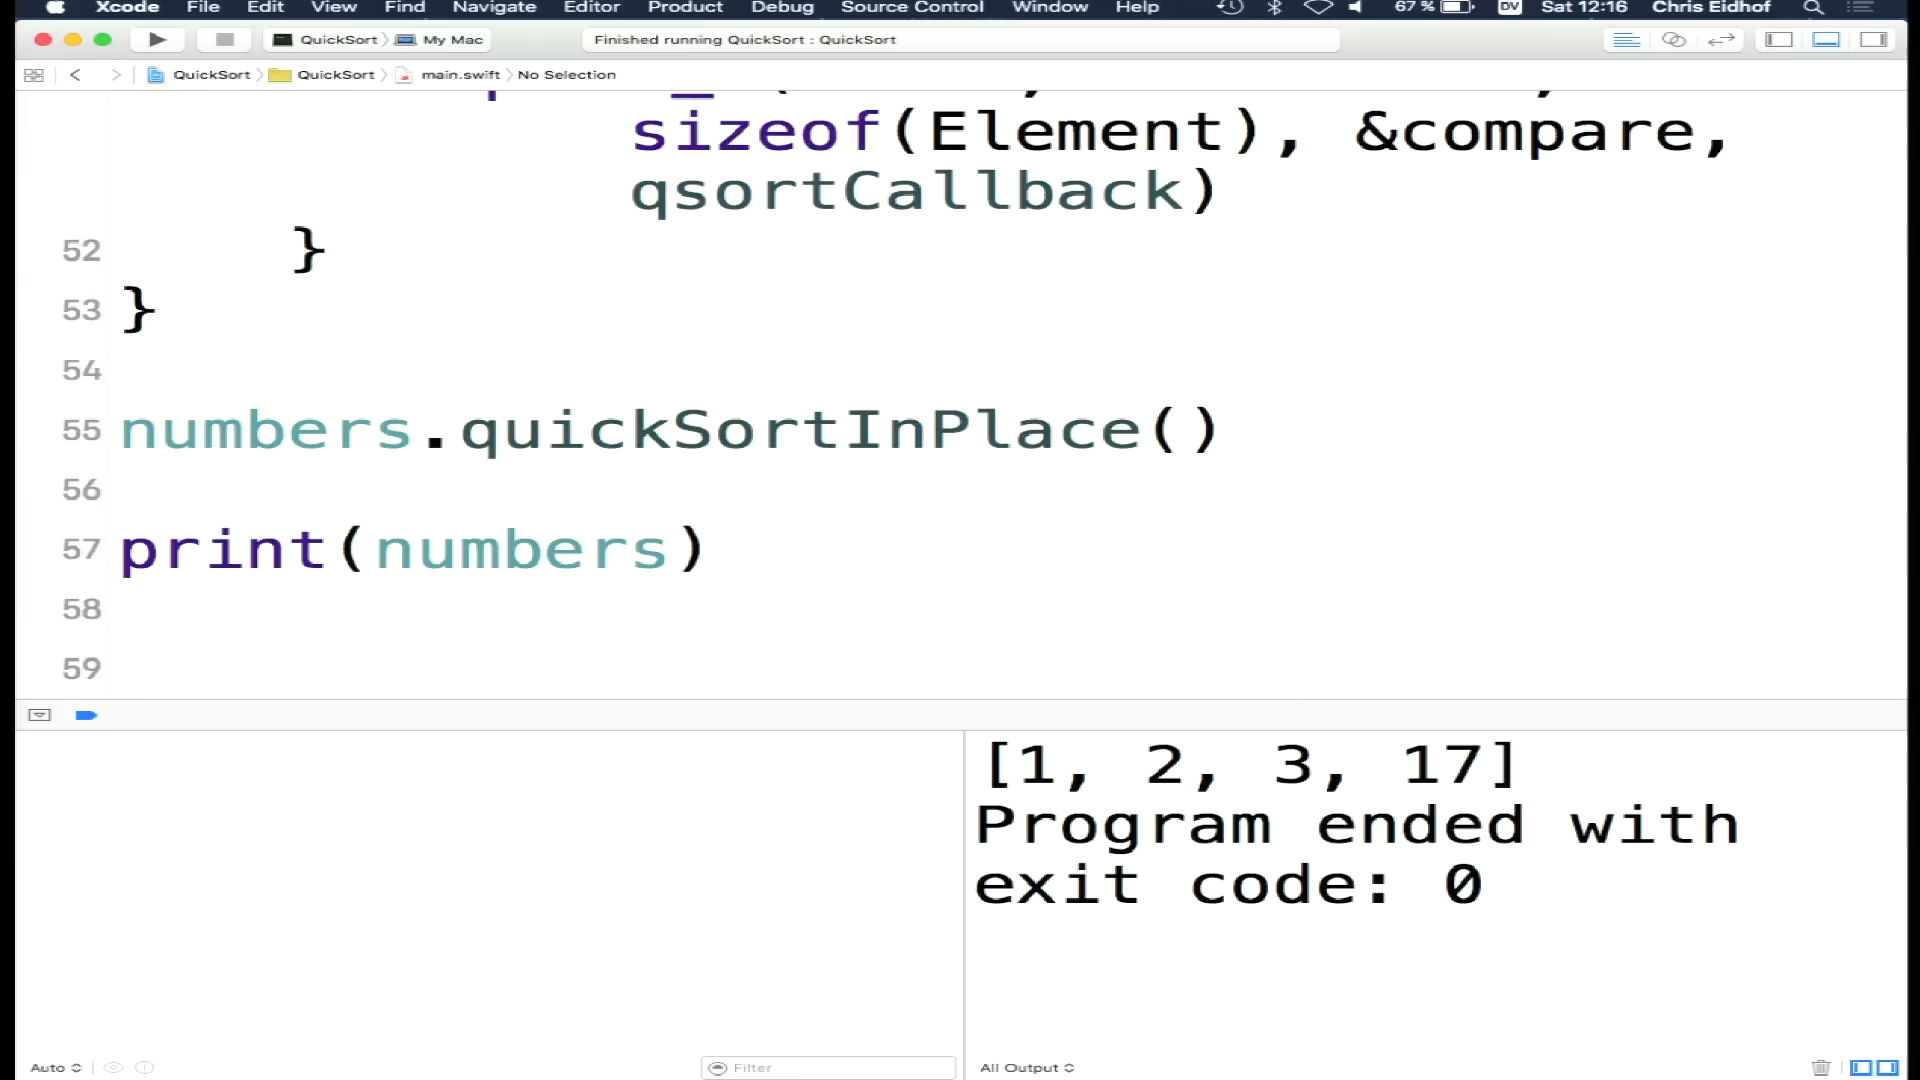 Xcode File Edit View Find Navigate Editor Product Debug Source Control Window Help 67% DV Sat 12:16 Chris Eidhof
QuickSort My Mac Finished running QuickSort : QuickSort
QuickSort QuickSort main.swift No Selection
sizeof(Element), &compare,
qsortCallback)
52 }
53 }
54
55 numbers.quickSortInPlace()
56
57 print(numbers)
58
59
[1, 2, 3, 17]
Program ended with
exit code: 0
Auto Filter All Output